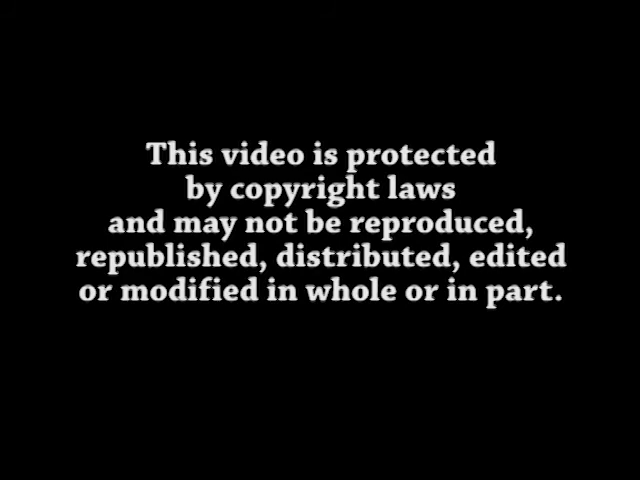 This video is protected
by copyright laws
and may not be reproduced,
republished, distributed, edited
or modified in whole or in part.